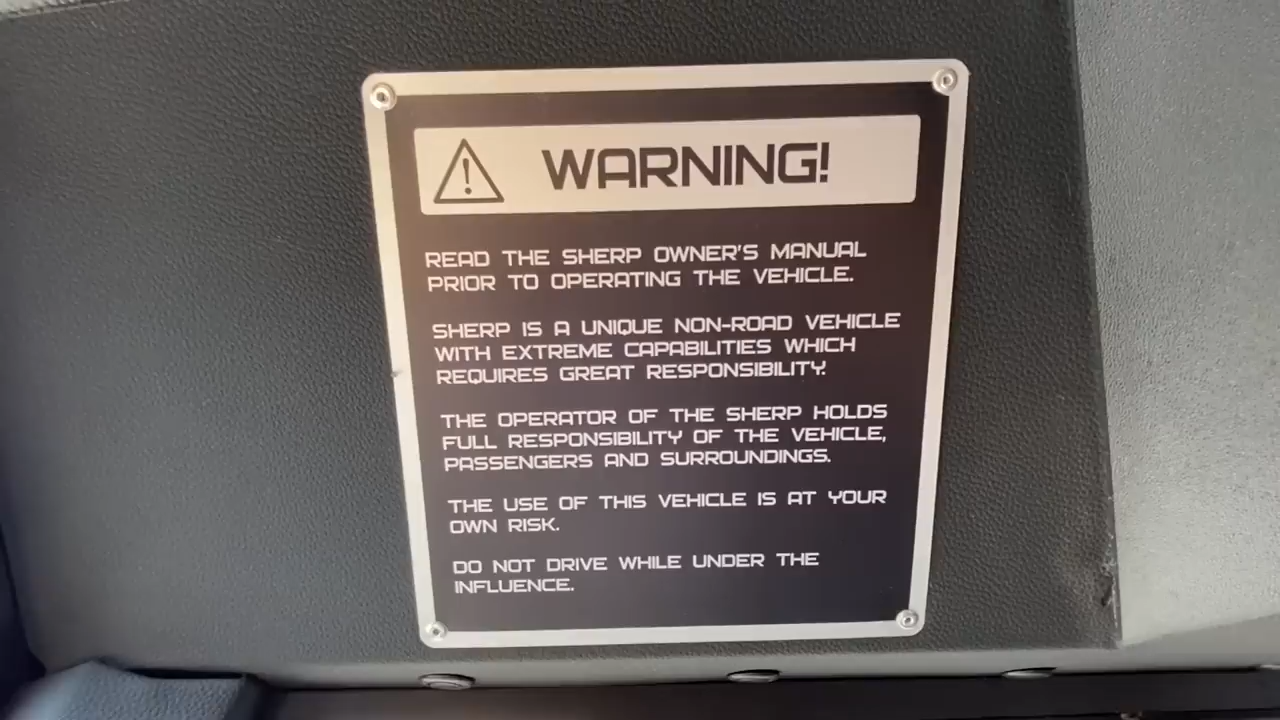 WARNING!
READ THE SHERP OWNER'S MANUAL
PRIOR TO OPERATING THE VEHICLE.
SHERP IS A UNIQUE NON-ROAD VEHICLE
WITH EXTREME CAPABILITIES WHICH
REQUIRES GREAT RESPONSIBILITY.
THE OPERATOR OF THE SHERP HOLDS
FULL RESPONSIBILITY OF THE VEHICLE,
PASSENGERS AND SURROUNDINGS.
THE USE OF THIS VEHICLE IS AT YOUR
OWN RISK.
DO NOT DRIVE WHILE UNDER THE
INFLUENCE.